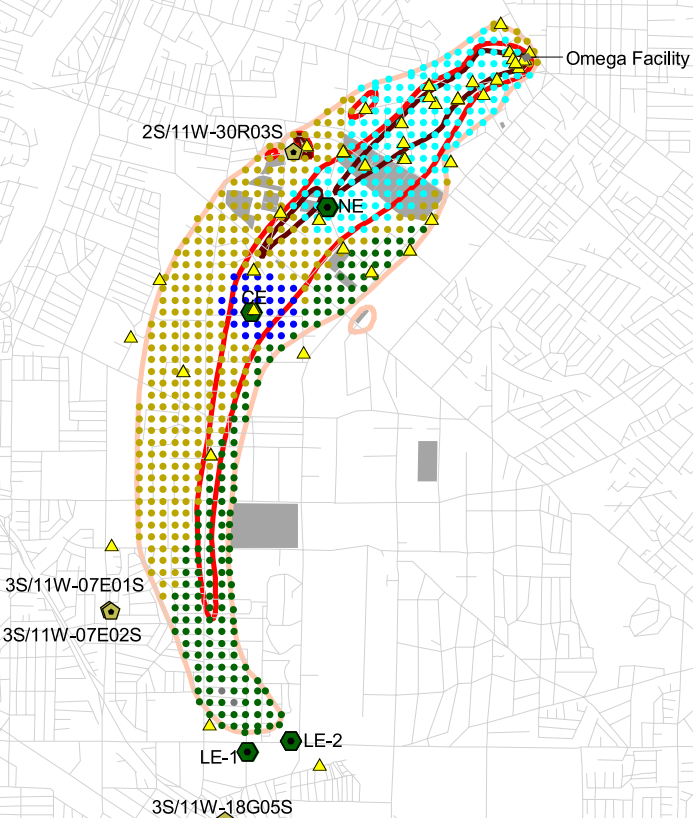 Omega Facility
2S/11W-30R03S
NE
CE
3S/11W-07E01S
3S/11W-07E02S
LE-2
LE-1
3S/11W-18G05S